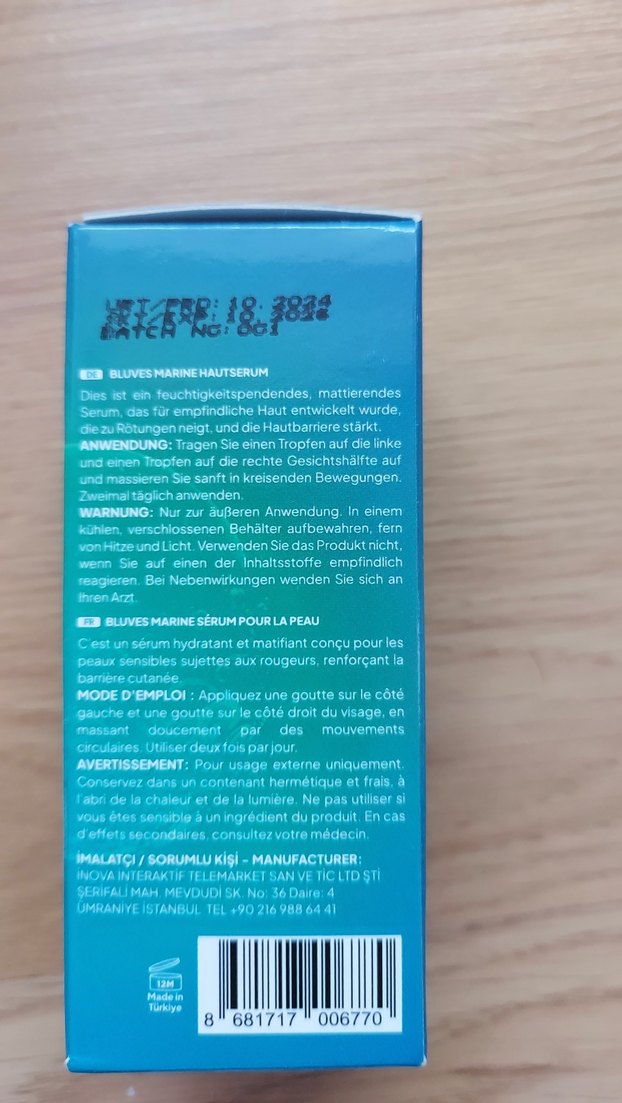 ÜRT/PRD: 10.2024
SKT/EXP: 10.2026
BATCH NO: 001
DE BLUVES MARINE HAUTSERUM
Dies ist ein feuchtigkeitspendendes, mattierendes
Serum, das für empfindliche Haut entwickelt wurde,
die zu Rötungen neigt, und die Hautbarriere stärkt.
ANWENDUNG: Tragen Sie einen Tropfen auf die linke
und einen Tropfen auf die rechte Gesichtshälfte auf
und massieren Sie sanft in kreisenden Bewegungen.
Zweimal täglich anwenden.
WARNUNG: Nur zur äußeren Anwendung. In einem
kühlen, verschlossenen Behälter aufbewahren, fern
von Hitze und Licht. Verwenden Sie das Produkt nicht,
wenn Sie auf einen der Inhaltsstoffe empfindlich
reagieren. Bei Nebenwirkungen wenden Sie sich an
Ihren Arzt.
FR BLUVES MARINE SÉRUM POUR LA PEAU
C'est un sérum hydratant et matifiant conçu pour les
peaux sensibles sujettes aux rougeurs, renforçant la
barrière cutanée.
MODE D'EMPLOI : Appliquez une goutte sur le côté
gauche et une goutte sur le côté droit du visage, en
massant doucement par des mouvements
circulaires. Utiliser deux fois par jour.
AVERTISSEMENT: Pour usage externe uniquement.
Conservez dans un contenant hermétique et frais, à
l'abri de la chaleur et de la lumière. Ne pas utiliser si
vous êtes sensible à un ingrédient du produit. En cas
d'effets secondaires, consultez votre médecin.
İMALATÇI / SORUMLU KİŞİ - MANUFACTURER:
İNOVA İNTERAKTİF TELEMARKET SAN VE TİC LTD ŞTİ
ŞERİFALİ MAH. MEVDUDİ SK. No: 36 Daire: 4
ÜMRANİYE İSTANBUL TEL +90 216 988 64 41
12M
Made in
Türkiye
8 681717 006770